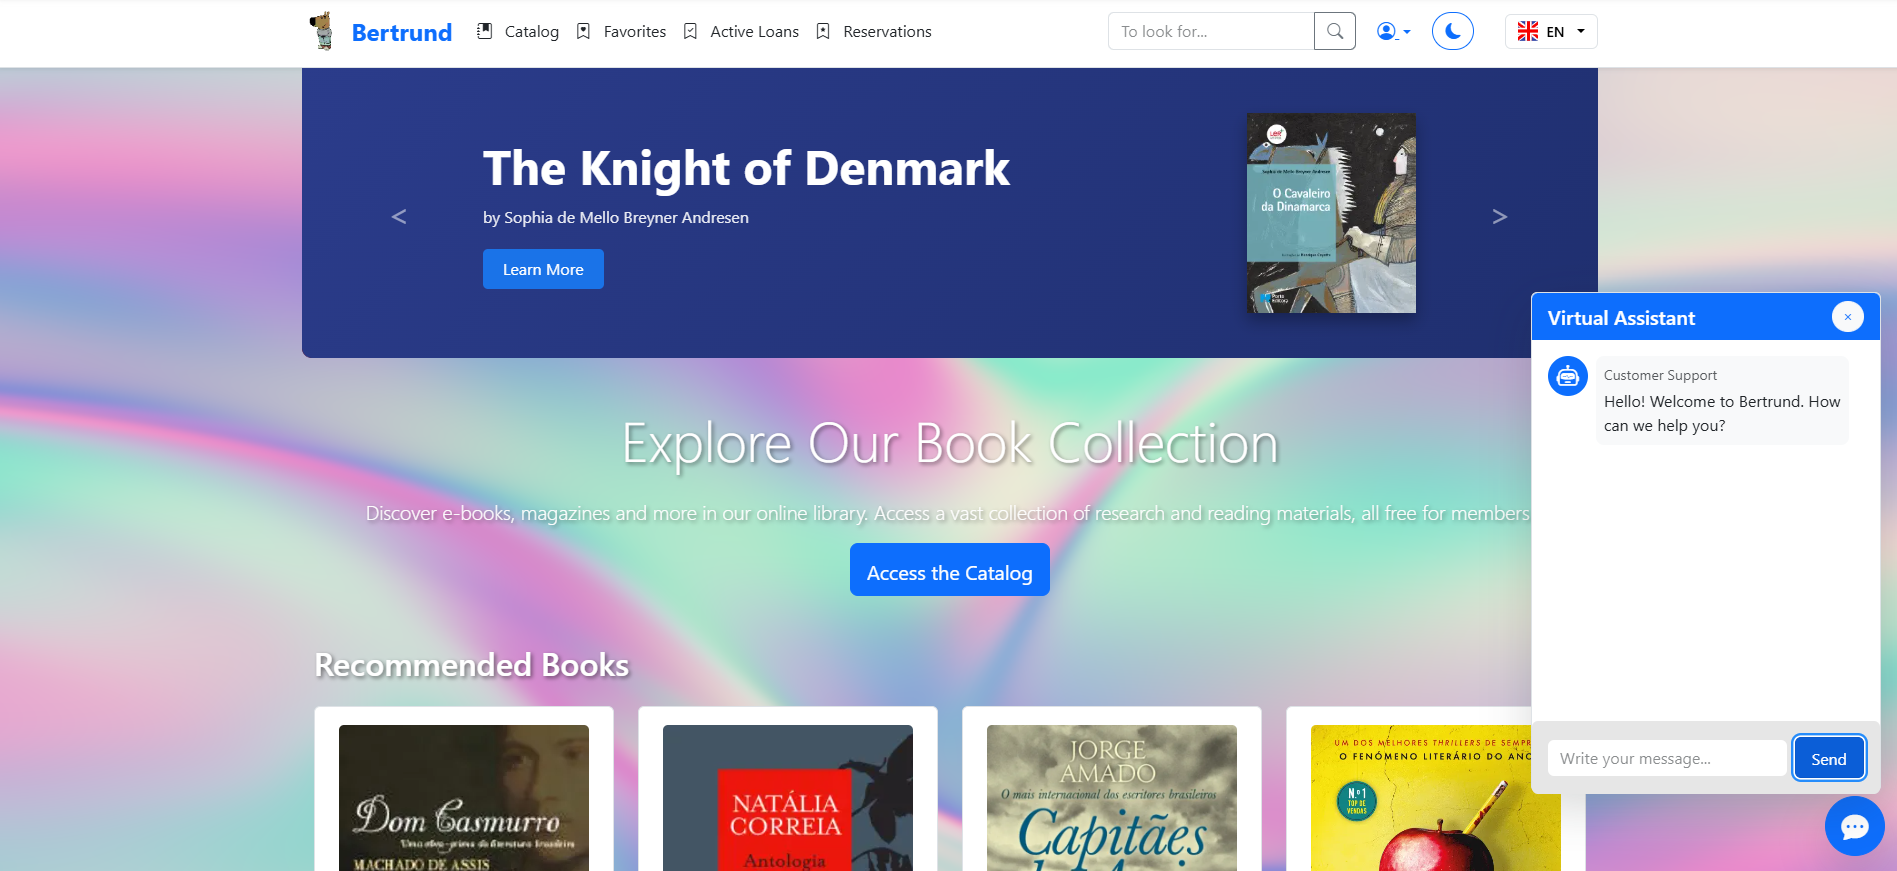 Bertrund
Catalog
Favorites
Active Loans
Reservations
To look for...
EN
The Knight of Denmark
by Sophia de Mello Breyner Andresen
Learn More
<
>
Sophia de Mello Breyner Andresen
O Cavaleiro
da Dinamarca
Porto
Editora
Virtual Assistant
×
Customer Support
Hello! Welcome to Bertrund. How
can we help you?
Write your message...
Send
Explore Our Book Collection
Discover e-books, magazines and more in our online library. Access a vast collection of research and reading materials, all free for members
Access the Catalog
Recommended Books
Dom Casmurro
Uma obra-prima da literatura brasileira
MACHADO DE ASSIS
NATÁLIA
CORREIA
Antologia
JORGE
AMADO
O mais internacional dos escritores brasileiros
Capitães
UM DOS MELHORES THRILLERS DE SEMPR
O FENÓMENO LITERÁRIO DO ANO
N.º 1
TOP DE
VENDAS